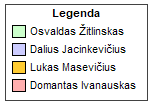 Legenda
Osvaldas Žitlinskas
Dalius Jacinkevičius
Lukas Masevičius
Domantas Ivanauskas